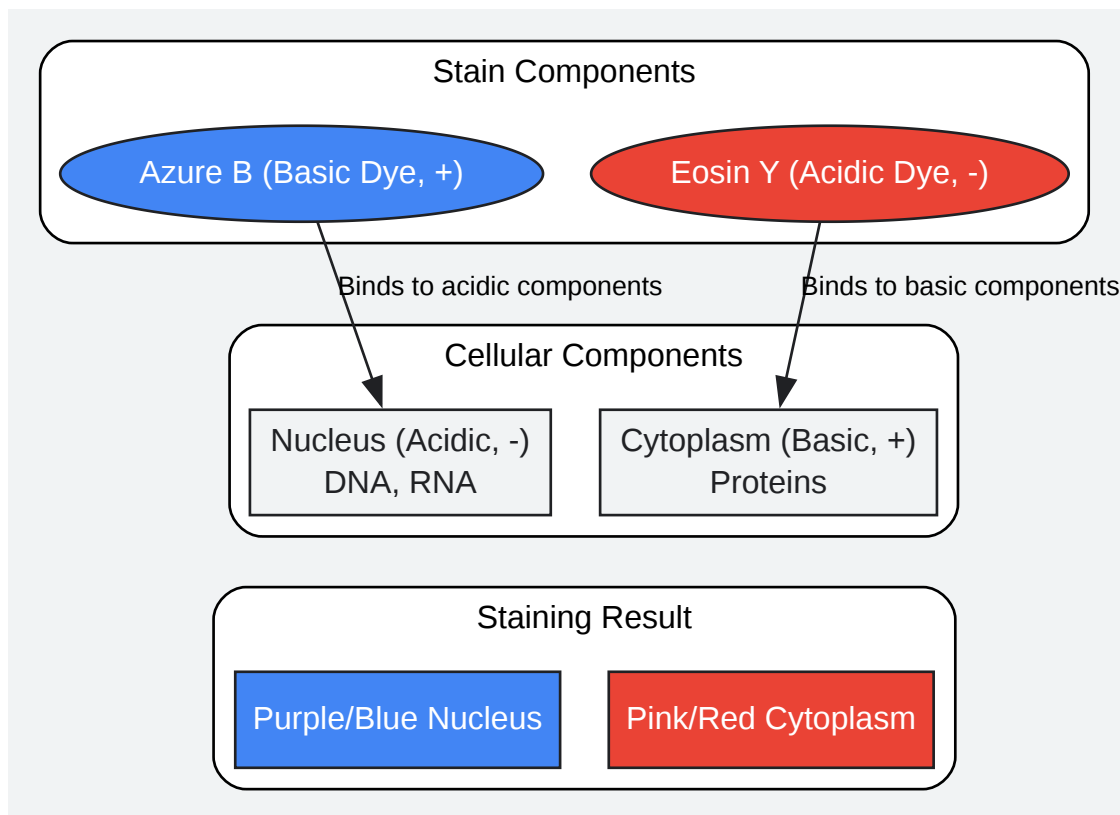 Stain Components
Azure B (Basic Dye, +)
Eosin Y (Acidic Dye, -)
Binds to acidic components
Binds to basic components
Cellular Components
Nucleus (Acidic, -)
DNA, RNA
Cytoplasm (Basic, +)
Proteins
Staining Result
Purple/Blue Nucleus
Pink/Red Cytoplasm